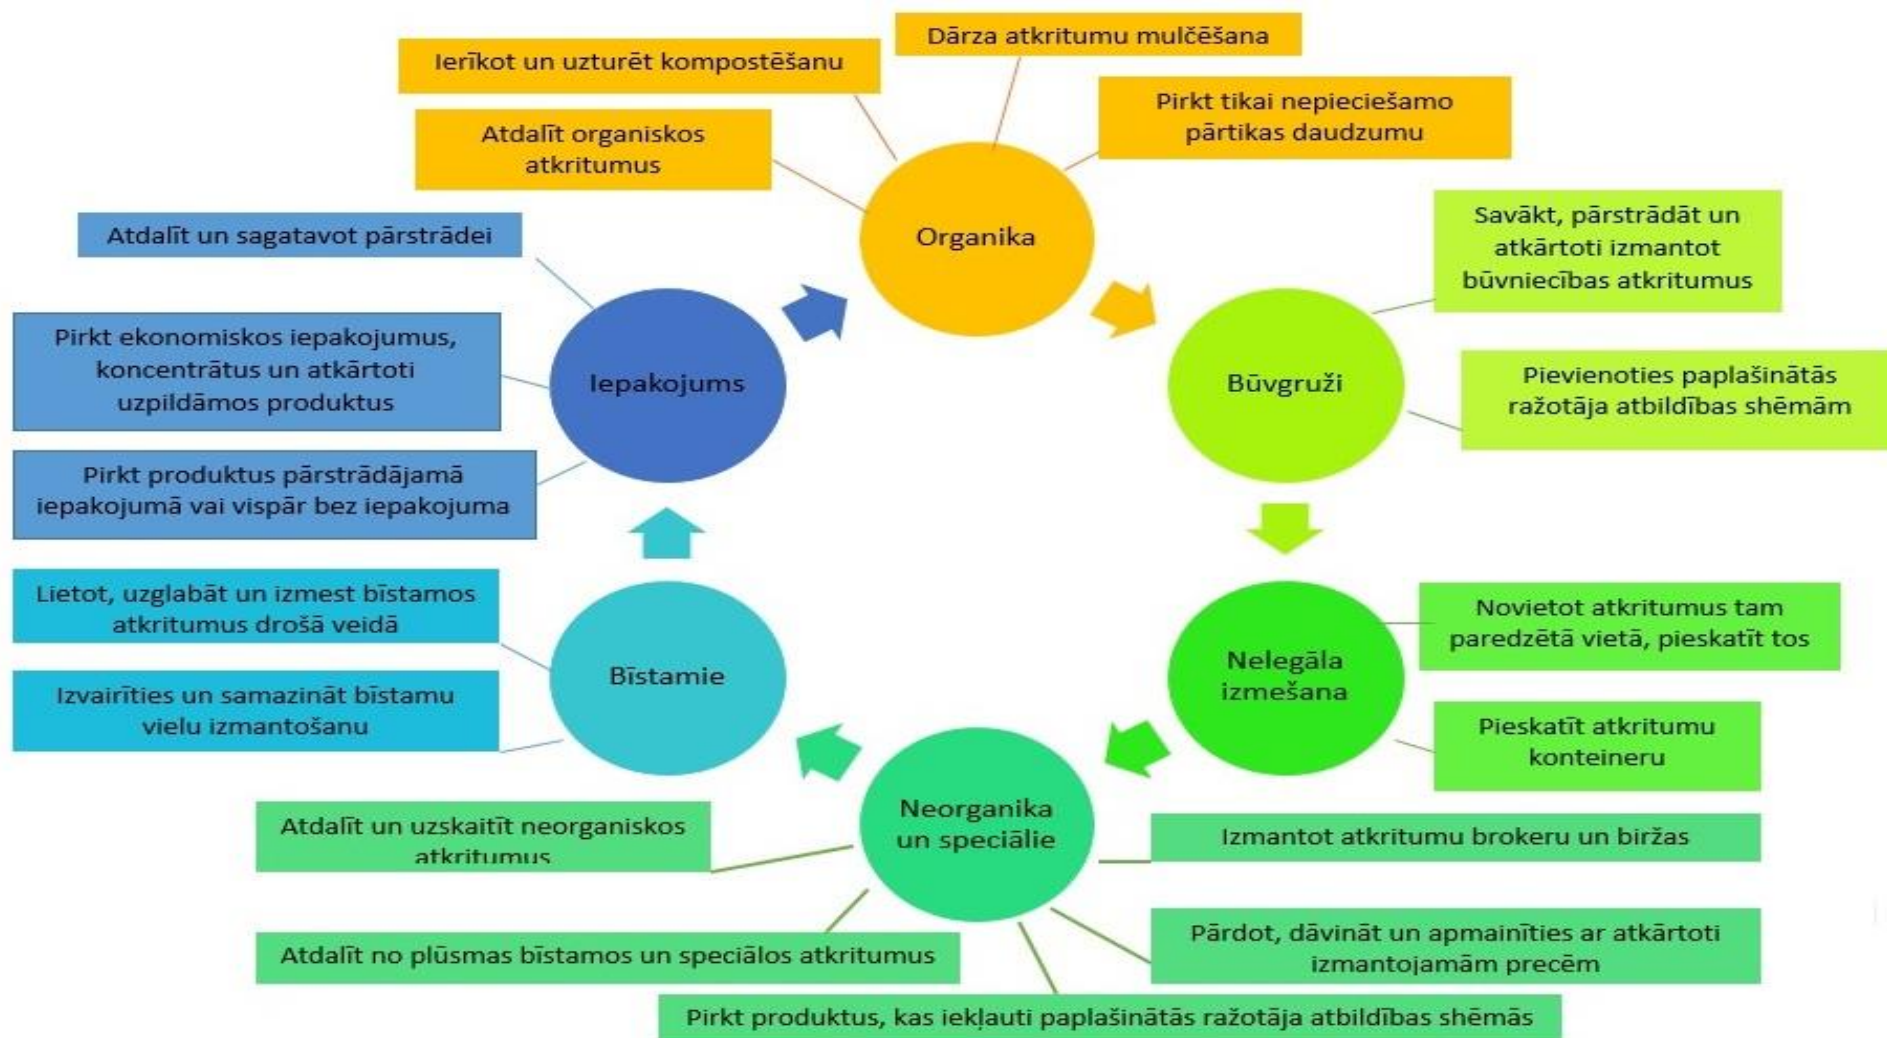 Dārza atkritumu mulčēšana
Ierīkot un uzturēt kompostēšanu
Pirkt tikai nepieciešamo
pārtikas daudzumu
Atdalīt organiskos
atkritumus
Organika
Savākt, pārstrādāt un
atkārtoti izmantot
būvniecības atkritumus
Atdalīt un sagatavot pārstrādei
Pirkt ekonomiskos iepakojumus,
koncentrātus un atkārtoti
uzpildāmos produktus
Iepakojums
Būvgruži
Pievienoties paplašinātās
ražotāja atbildības shēmām
Pirkt produktus pārstrādājamā
iepakojumā vai vispār bez iepakojuma
Lietot, uzglabāt un izmest bīstamos
atkritumus drošā veidā
Bīstamie
Nelegāla
izmešana
Novietot atkritumus tam
paredzētā vietā, pieskatīt tos
Izvairīties un samazināt bīstamu
vielu izmantošanu
Pieskatīt atkritumu
konteineru
Neorganika
un speciālie
Atdalīt un uzskaitīt neorganiskos
atkritumus
Izmantot atkritumu brokeru un biržas
Atdalīt no plūsmas bīstamos un speciālos atkritumus
Pārdot, dāvināt un apmainīties ar atkārtoti
izmantojamām precēm
Pirkt produktus, kas iekļauti paplašinātās ražotāja atbildības shēmās